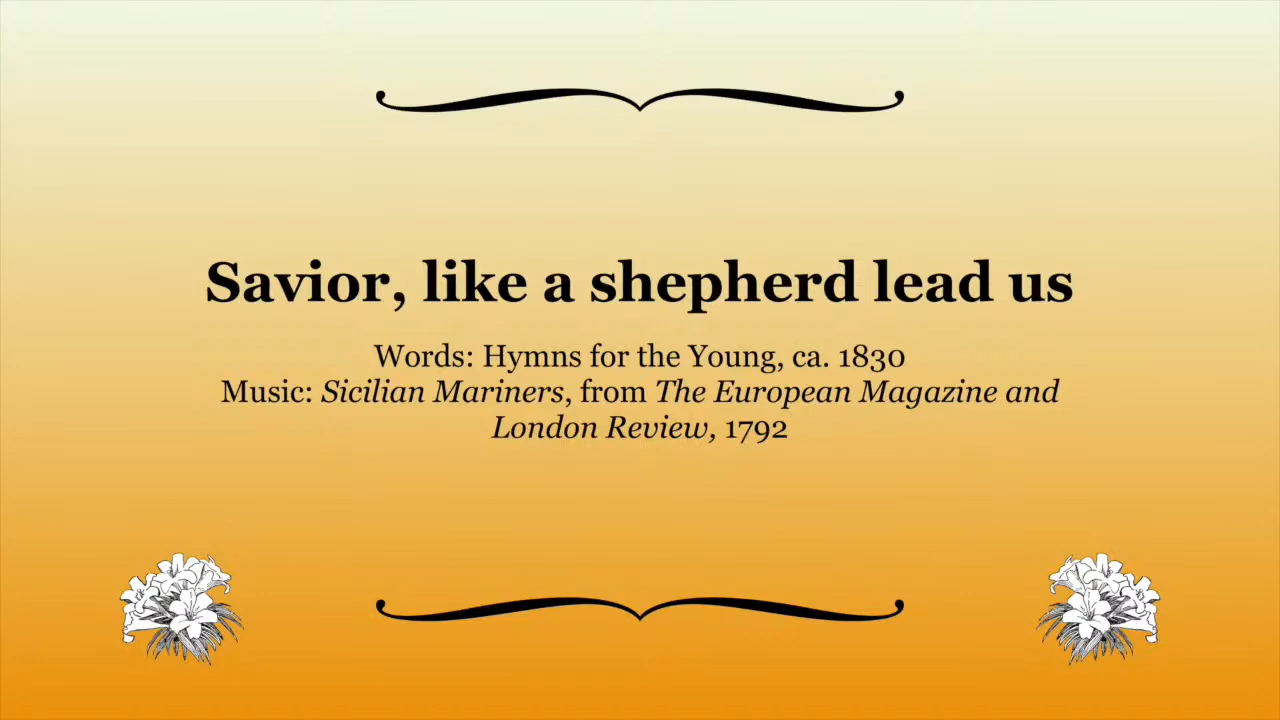 Savior, like a shepherd lead us
Words: Hymns for the Young, ca. 1830
Music: Sicilian Mariners, from The European Magazine and
London Review, 1792